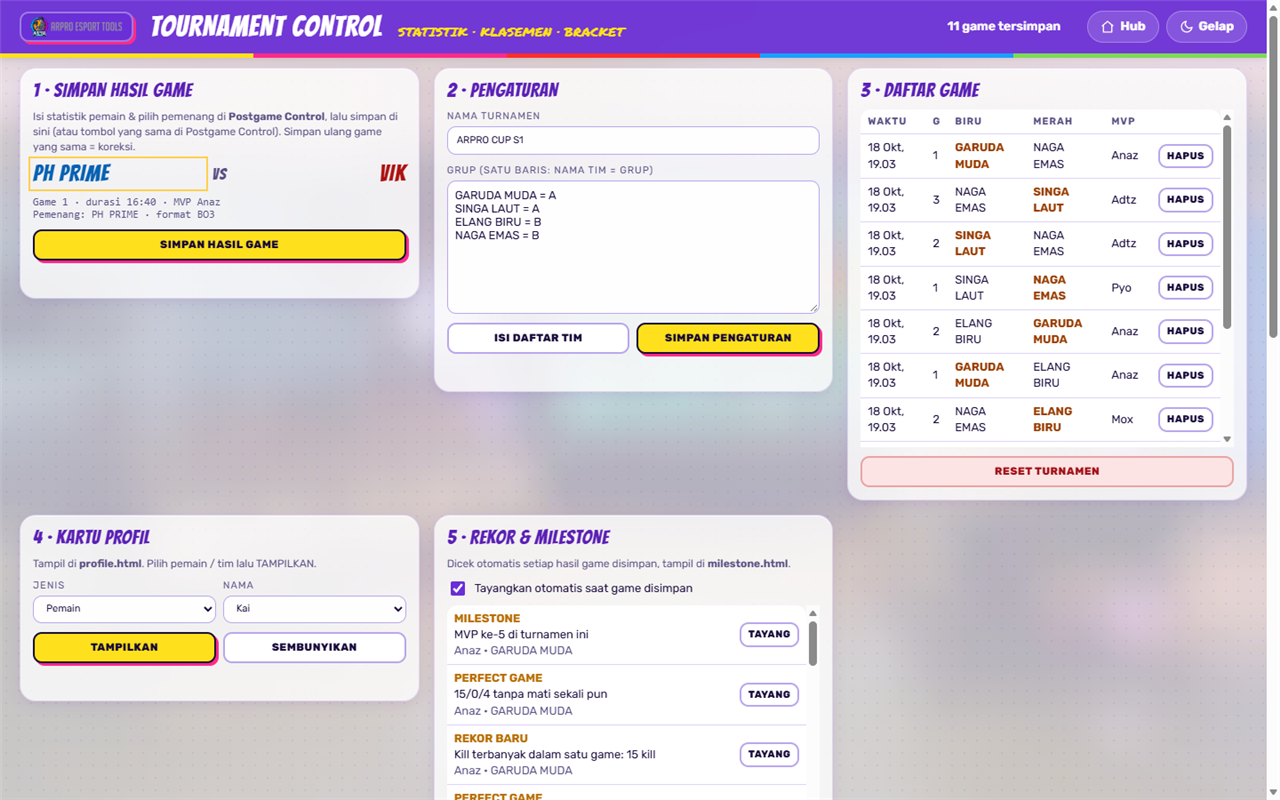 ARPRO ESPORT TOOLS
TOURNAMENT CONTROL
STATISTIK · KLASEMEN · BRACKET
11 game tersimpan
Hub
Gelap
1 · SIMPAN HASIL GAME
Isi statistik pemain & pilih pemenang di Postgame Control, lalu simpan di
sini (atau tombol yang sama di Postgame Control). Simpan ulang game
yang sama = koreksi.
PH PRIME VS VIK
Game 1 · durasi 16:40 · MVP Anaz
Pemenang: PH PRIME · format BO3
SIMPAN HASIL GAME
2 · PENGATURAN
NAMA TURNAMEN
ARPRO CUP S1
GRUP (SATU BARIS: NAMA TIM = GRUP)
GARUDA MUDA = A
SINGA LAUT = A
ELANG BIRU = B
NAGA EMAS = B
ISI DAFTAR TIM
SIMPAN PENGATURAN
3 · DAFTAR GAME
WAKTU G BIRU MERAH MVP
18 Okt, 19.03 1 GARUDA MUDA NAGA EMAS Anaz HAPUS
18 Okt, 19.03 3 NAGA EMAS SINGA LAUT Adtz HAPUS
18 Okt, 19.03 2 SINGA LAUT NAGA EMAS Adtz HAPUS
18 Okt, 19.03 1 SINGA LAUT NAGA EMAS Pyo HAPUS
18 Okt, 19.03 2 ELANG BIRU GARUDA MUDA Anaz HAPUS
18 Okt, 19.03 1 GARUDA MUDA ELANG BIRU Anaz HAPUS
18 Okt, 19.03 2 NAGA EMAS ELANG BIRU Mox HAPUS
RESET TURNAMEN
4 · KARTU PROFIL
Tampil di profile.html. Pilih pemain / tim lalu TAMPILKAN.
JENIS NAMA
Pemain Kai
TAMPILKAN SEMBUNYIKAN
5 · REKOR & MILESTONE
Dicek otomatis setiap hasil game disimpan, tampil di milestone.html.
Tayangkan otomatis saat game disimpan
MILESTONE
MVP ke-5 di turnamen ini
Anaz · GARUDA MUDA
TAYANG
PERFECT GAME
15/0/4 tanpa mati sekali pun
Anaz · GARUDA MUDA
TAYANG
REKOR BARU
Kill terbanyak dalam satu game: 15 kill
Anaz · GARUDA MUDA
TAYANG
PERFECT GAME